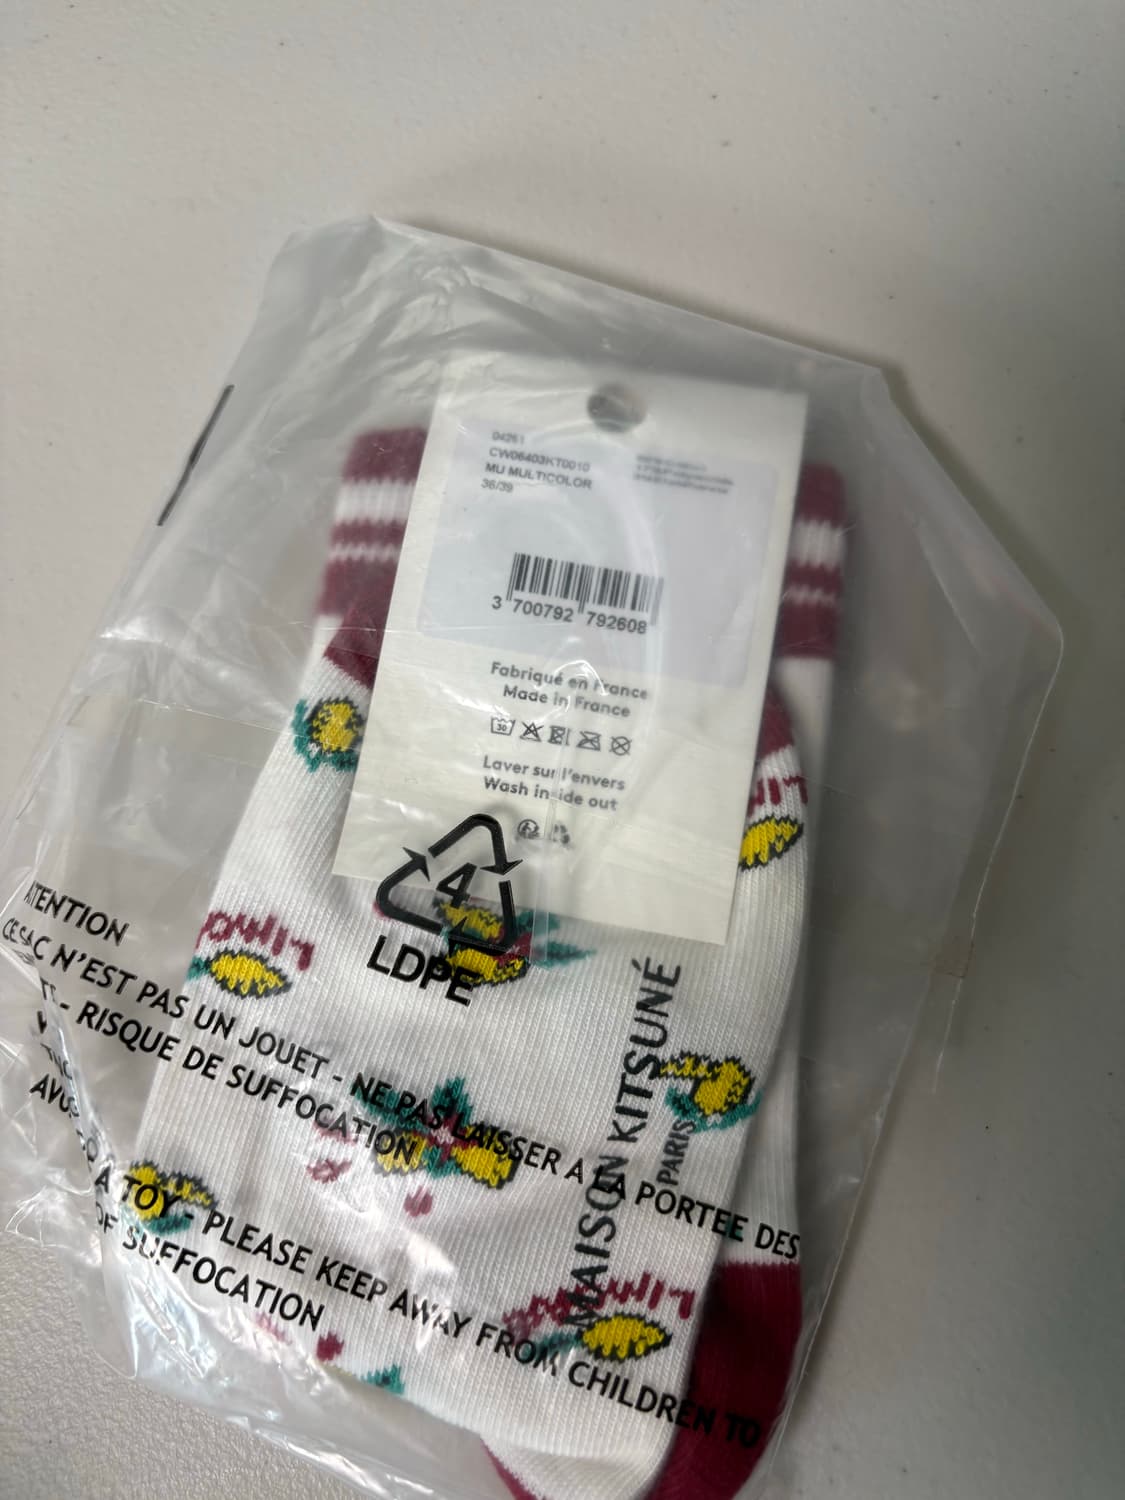 04261
CW06403KT0010
MU MULTICOLOR
36/39
3 700792 792608
Fabriqué en France
Made in France
30
Laver sur l'envers
Wash inside out
4
LDPE
ATTENTION
CE SAC N'EST PAS UN JOUET - NE PAS LAISSER A LA PORTEE DES
- RISQUE DE SUFFOCATION
A TOY - PLEASE KEEP AWAY FROM CHILDREN TO
OF SUFFOCATION
MAISON KITSUNÉ
PARIS